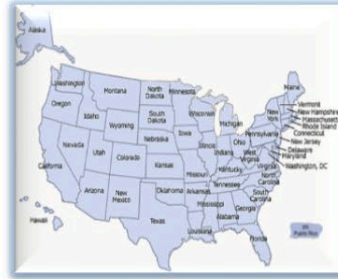 Alaska
Washington
Montana
North
Dakota
Minnesota
Maine
Oregon
Idaho
Wyoming
South
Dakota
Wisconsin
Michigan
New
York
Vermont
New Hampshire
Massachusetts
Rhode Island
Connecticut
New Jersey
Delaware
Maryland
Washington, DC
Nevada
Utah
Colorado
Nebraska
Iowa
Illinois
Indiana
Ohio
Pennsylvania
West
Virginia
Virginia
California
Kansas
Missouri
Kentucky
North
Carolina
Tennessee
South
Carolina
Arizona
New
Mexico
Oklahoma
Arkansas
Mississippi
Alabama
Georgia
Texas
Louisiana
Florida
Hawaii
Puerto Rico